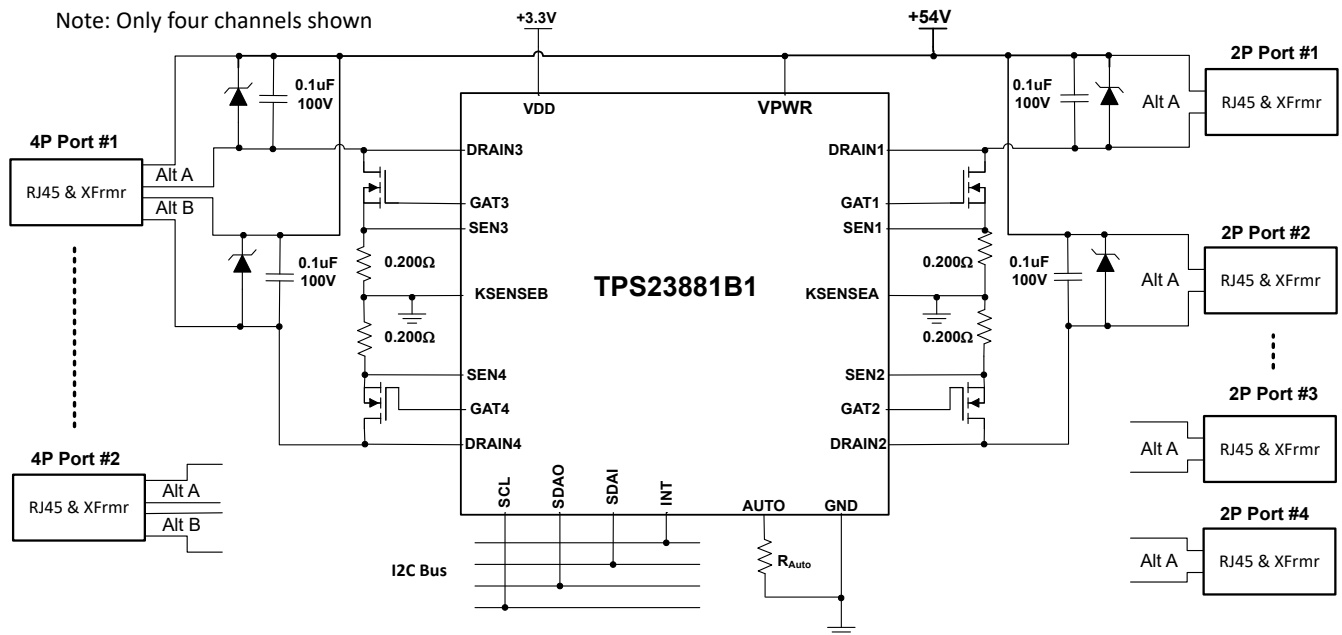 Note: Only four channels shown
+3.3V
+54V
2P Port #1
0.1uF
100V
VDD
VPWR
0.1uF
100V
Alt A
RJ45 & XFrmr
4P Port #1
RJ45 & XFrmr
Alt A
Alt B
DRAIN3
DRAIN1
GAT3
GAT1
SEN3
SEN1
2P Port #2
0.1uF
100V
0.200Ω
0.200Ω
0.1uF
100V
Alt A
RJ45 & XFrmr
KSENSEB
TPS23881B1
KSENSEA
0.200Ω
0.200Ω
SEN4
SEN2
GAT4
GAT2
DRAIN4
DRAIN2
2P Port #3
Alt A
RJ45 & XFrmr
4P Port #2
RJ45 & XFrmr
Alt A
Alt B
SCL
SDAO
SDAI
INT
AUTO
GND
2P Port #4
Alt A
RJ45 & XFrmr
I2C Bus
RAuto